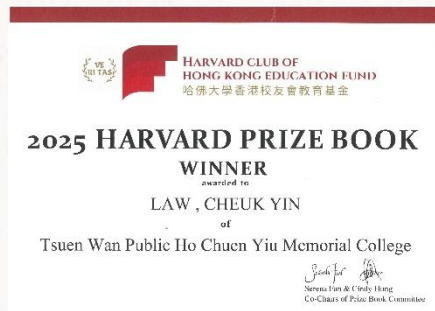 VE
RI TAS
HARVARD CLUB OF
HONG KONG EDUCATION FUND
哈佛大學香港校友會教育基金
2025 HARVARD PRIZE BOOK
WINNER
awarded to
LAW , CHEUK YIN
of
Tsuen Wan Public Ho Chuen Yiu Memorial College
Serena Fan & Cindy Hung
Co-Chairs of Prize Book Committee